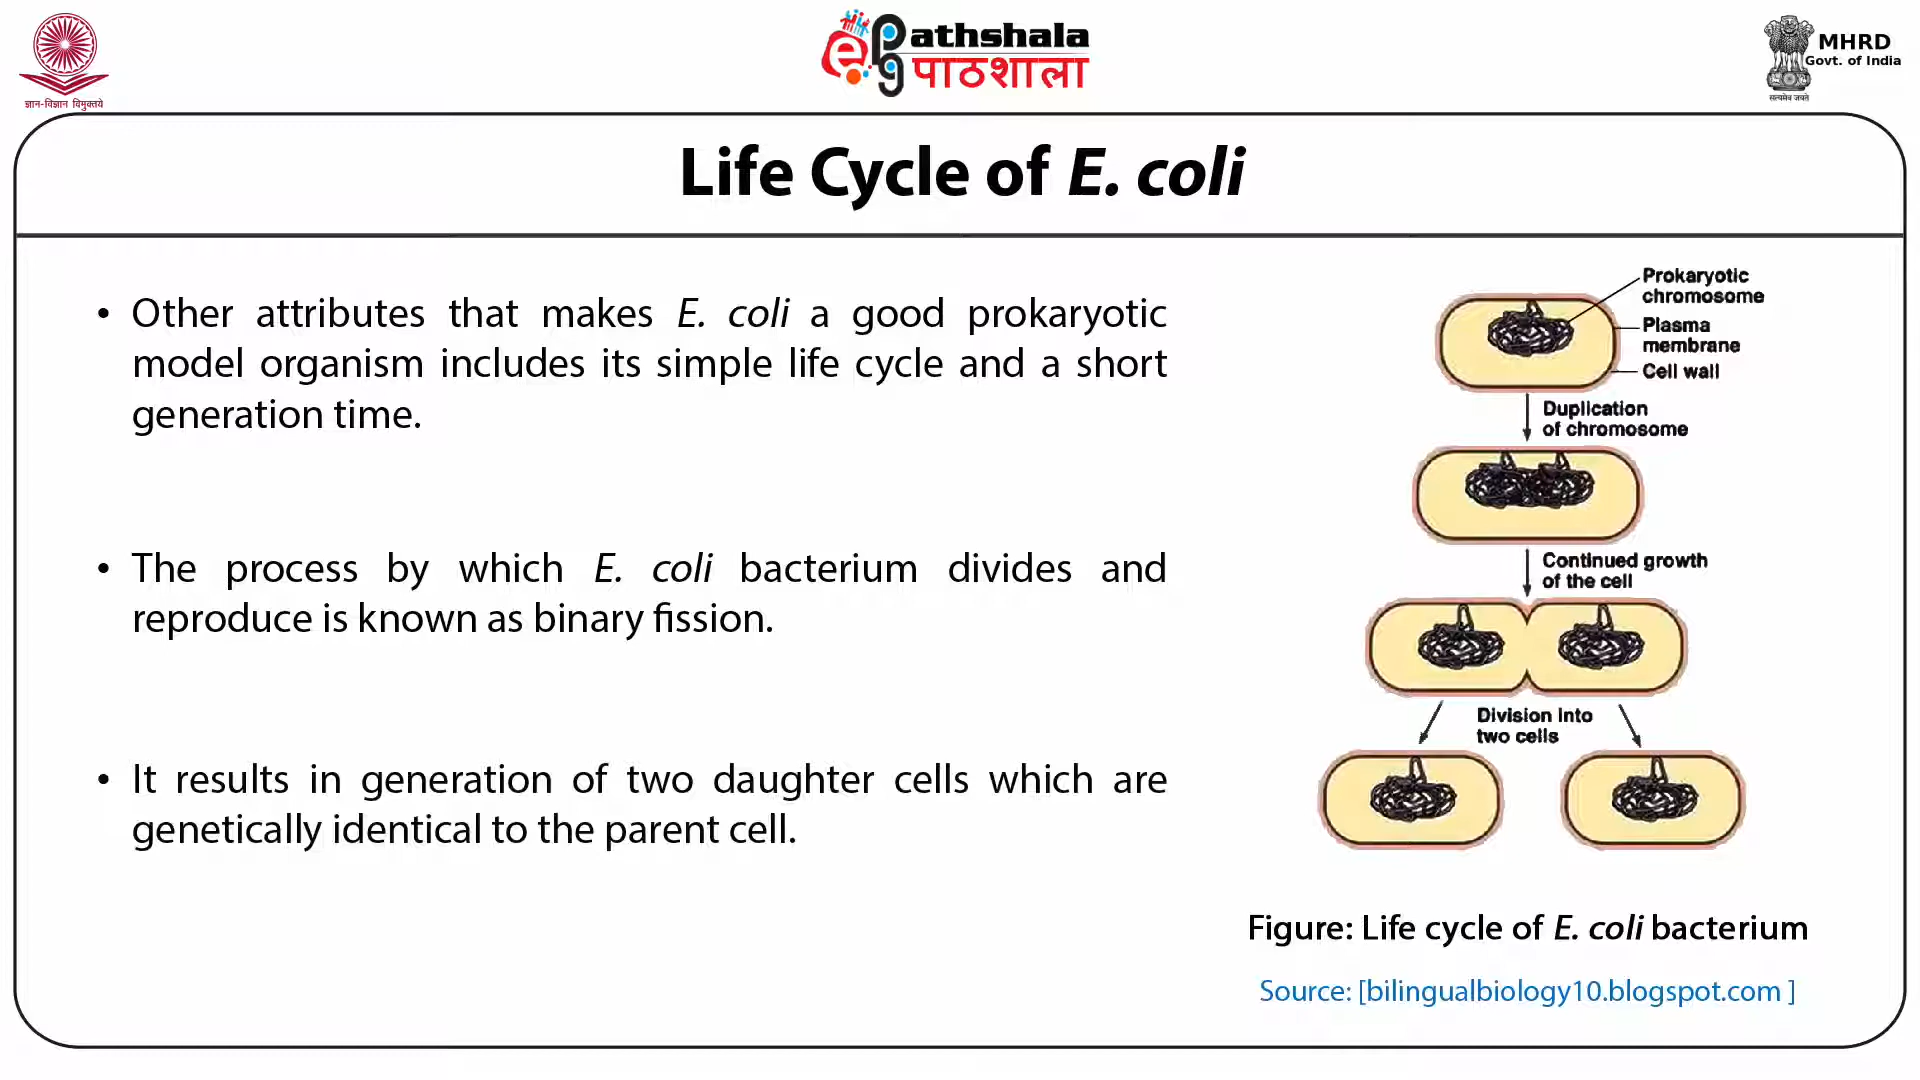 ज्ञान-विज्ञान विमुक्तये
ePathshala
पाठशाला
MHRD
Govt. of India
सत्यमेव जयते
Life Cycle of E. coli
• Other attributes that makes E. coli a good prokaryotic
model organism includes its simple life cycle and a short
generation time.
• The process by which E. coli bacterium divides and
reproduce is known as binary fission.
• It results in generation of two daughter cells which are
genetically identical to the parent cell.
Prokaryotic
chromosome
Plasma
membrane
Cell wall
Duplication
of chromosome
Continued growth
of the cell
Division into
two cells
Figure: Life cycle of E. coli bacterium
Source: [bilingualbiology10.blogspot.com ]